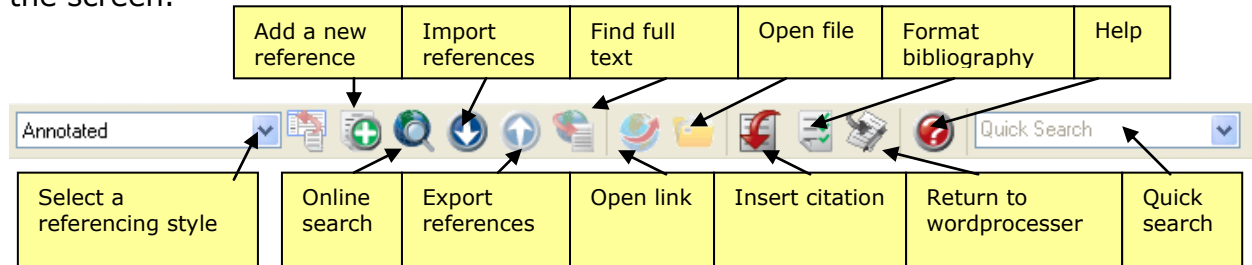 the screen.
Add a new
reference
Import
references
Find full
text
Open file
Format
bibliography
Help
Annotated
Quick Search
Select a
referencing style
Online
search
Export
references
Open link
Insert citation
Return to
wordprocesser
Quick
search